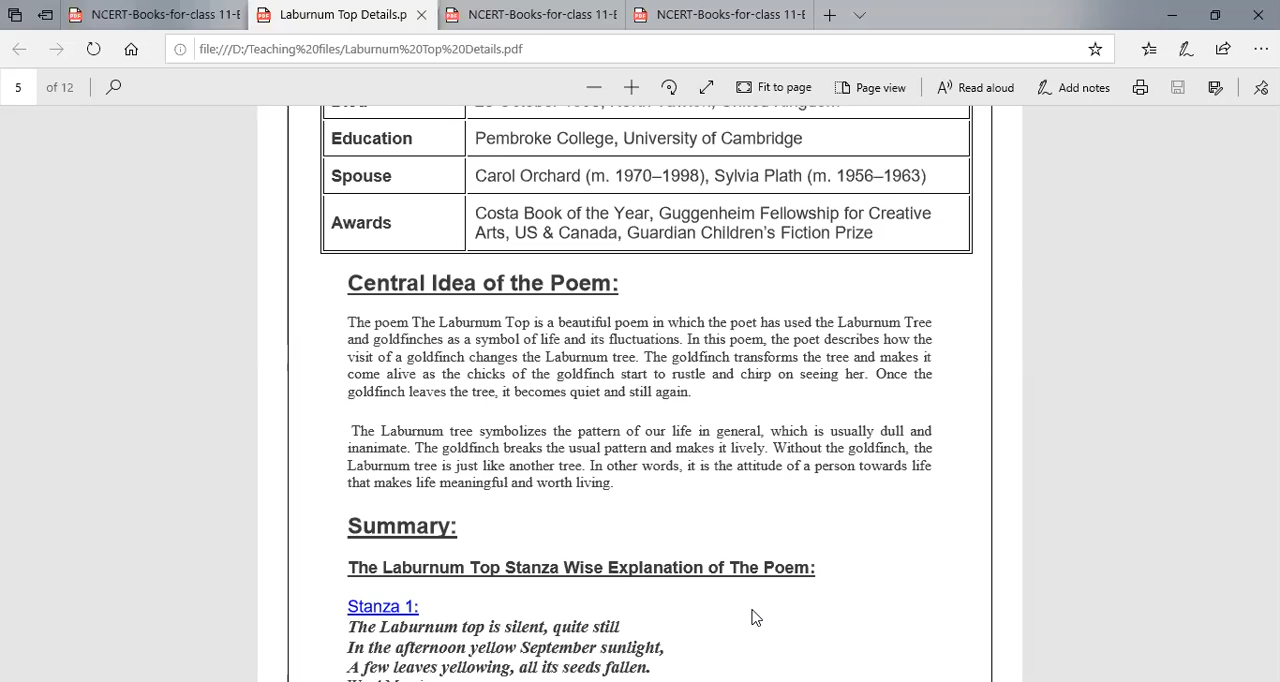 NCERT-Books-for class 11-E
Laburnum Top Details.p
NCERT-Books-for class 11-E
NCERT-Books-for class 11-E
file:///D:/Teaching%20files/Laburnum%20Top%20Details.pdf
5 of 12
Fit to page
Page view
Read aloud
Add notes
Education Pembroke College, University of Cambridge
Spouse Carol Orchard (m. 1970–1998), Sylvia Plath (m. 1956–1963)
Awards Costa Book of the Year, Guggenheim Fellowship for Creative
Arts, US & Canada, Guardian Children's Fiction Prize
Central Idea of the Poem:
The poem The Laburnum Top is a beautiful poem in which the poet has used the Laburnum Tree
and goldfinches as a symbol of life and its fluctuations. In this poem, the poet describes how the
visit of a goldfinch changes the Laburnum tree. The goldfinch transforms the tree and makes it
come alive as the chicks of the goldfinch start to rustle and chirp on seeing her. Once the
goldfinch leaves the tree, it becomes quiet and still again.
The Laburnum tree symbolizes the pattern of our life in general, which is usually dull and
inanimate. The goldfinch breaks the usual pattern and makes it lively. Without the goldfinch, the
Laburnum tree is just like another tree. In other words, it is the attitude of a person towards life
that makes life meaningful and worth living.
Summary:
The Laburnum Top Stanza Wise Explanation of The Poem:
Stanza 1:
The Laburnum top is silent, quite still
In the afternoon yellow September sunlight,
A few leaves yellowing, all its seeds fallen.